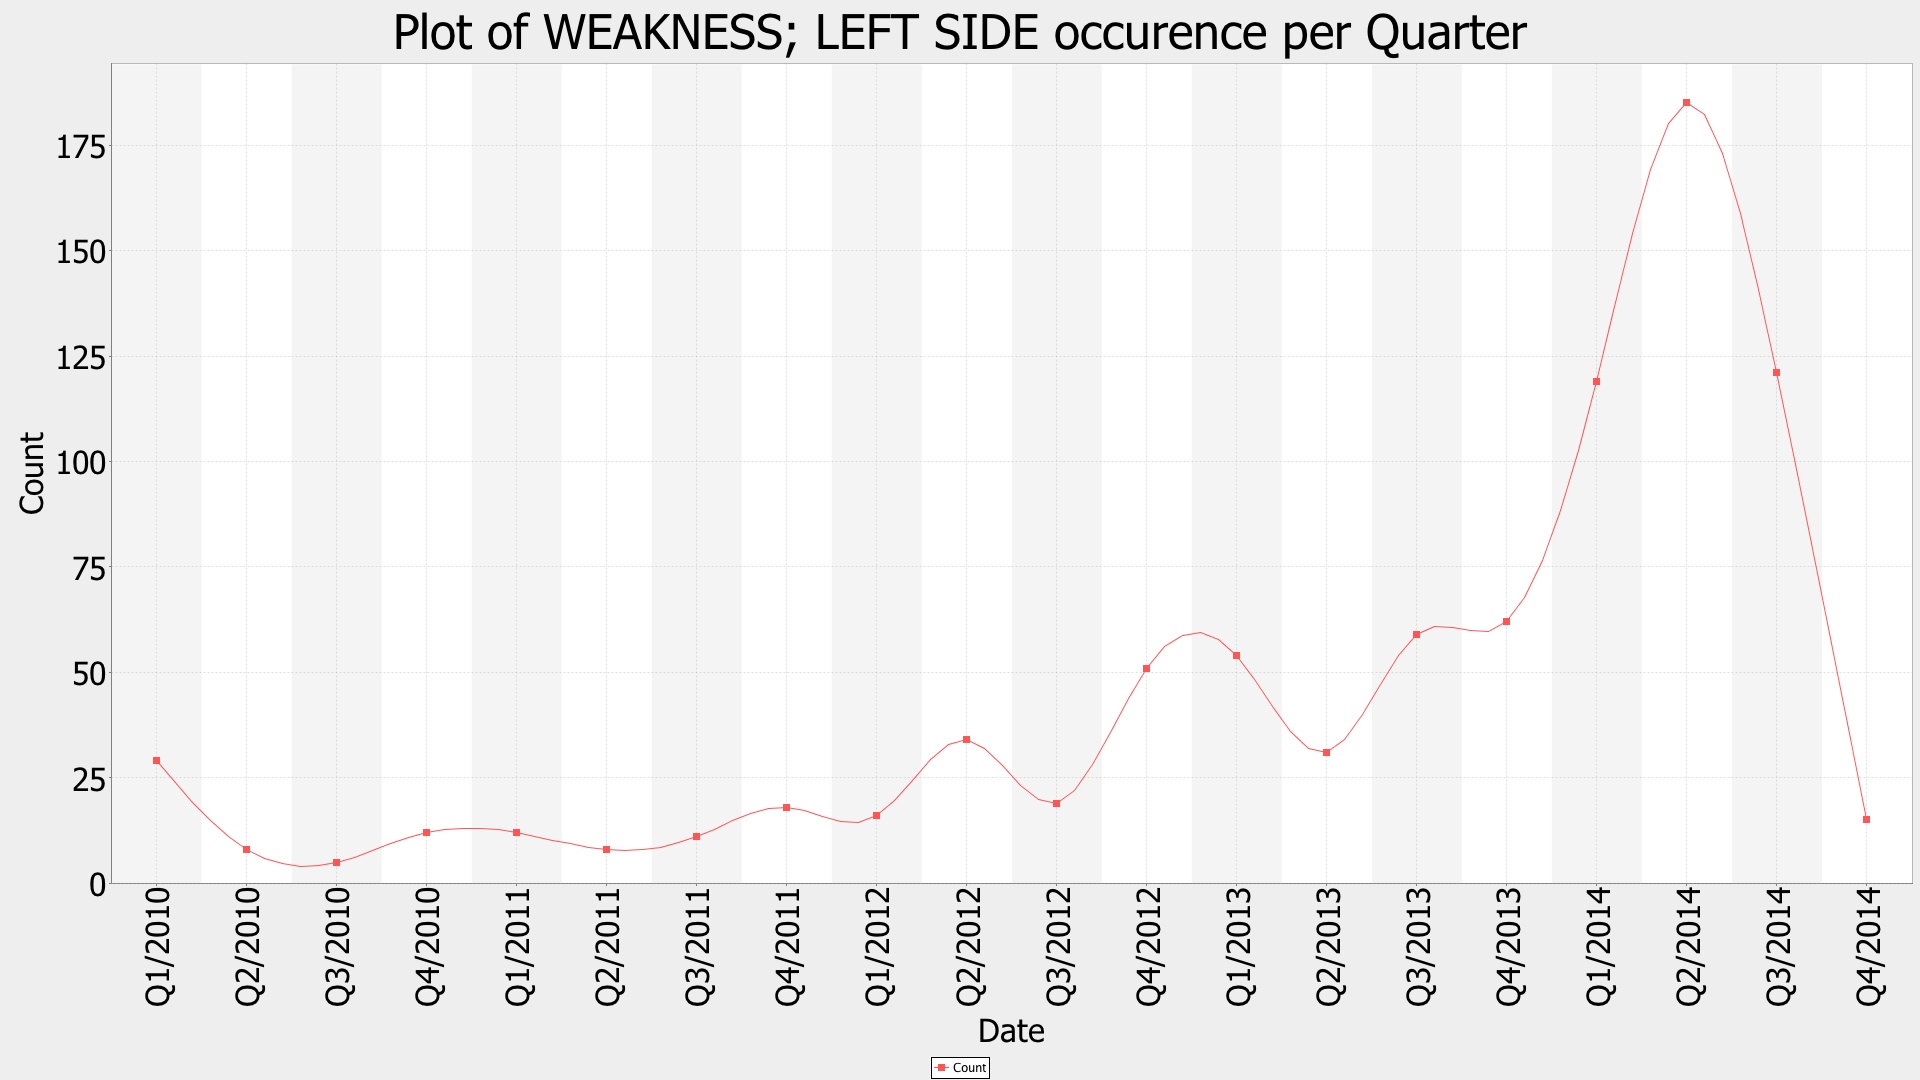 Plot of WEAKNESS; LEFT SIDE occurence per Quarter
175
150
125
100
75
50
25
0
Count
Q1/2010
Q2/2010
Q3/2010
Q4/2010
Q1/2011
Q2/2011
Q3/2011
Q4/2011
Q1/2012
Q2/2012
Q3/2012
Q4/2012
Q1/2013
Q2/2013
Q3/2013
Q4/2013
Q1/2014
Q2/2014
Q3/2014
Q4/2014
Date
Count